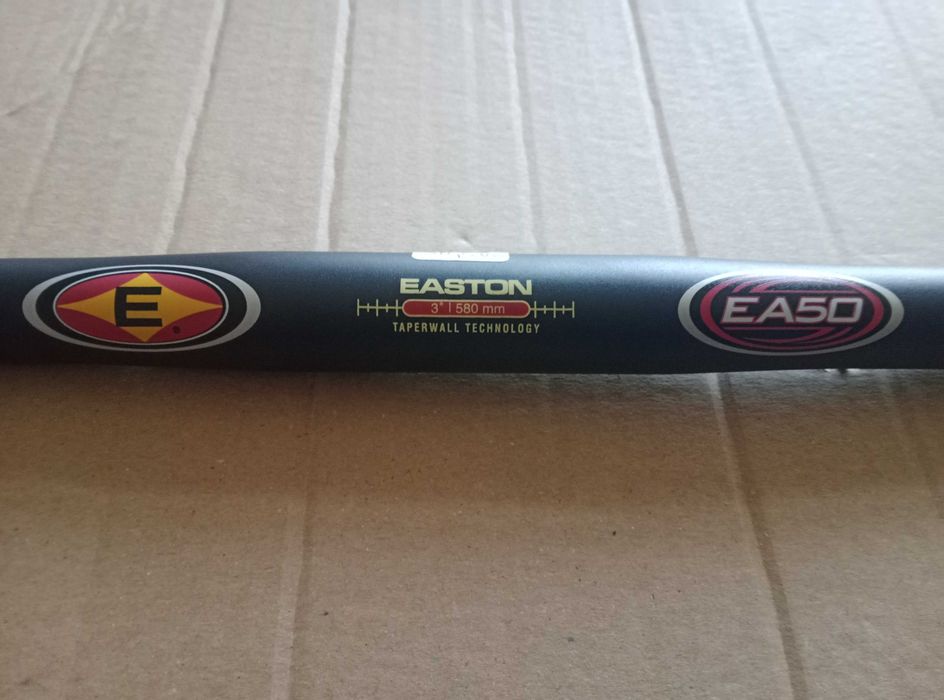 E
EASTON
3° | 580 mm
TAPERWALL TECHNOLOGY
EA50